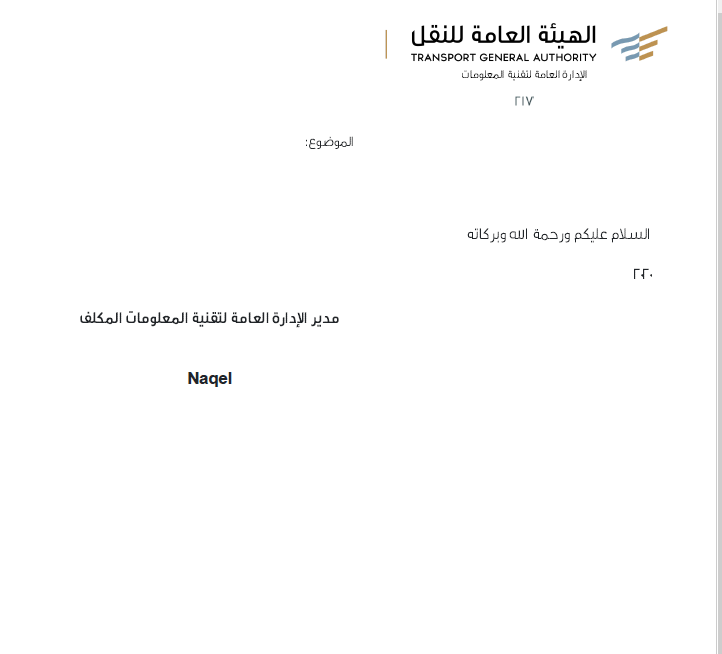 الهيئة العامة للنقل
TRANSPORT GENERAL AUTHORITY
الإدارة العامة لتقنية المعلومات
٢١٧
الموضوع:
السلام عليكم ورحمة الله وبركاته
٢٠٢٠
مدير الإدارة العامة لتقنية المعلومات المكلف
Naqel